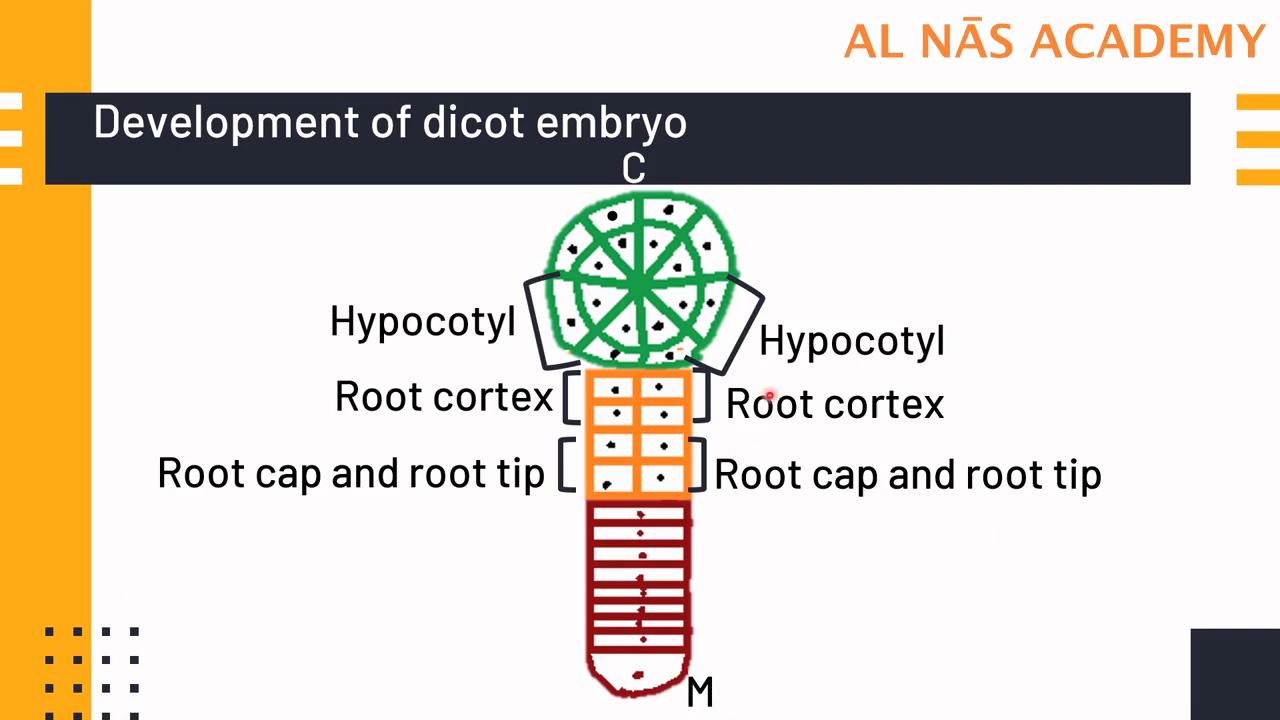 AL NĀS ACADEMY
Development of dicot embryo
C
Hypocotyl
Hypocotyl
Root cortex
Root cortex
Root cap and root tip
Root cap and root tip
M